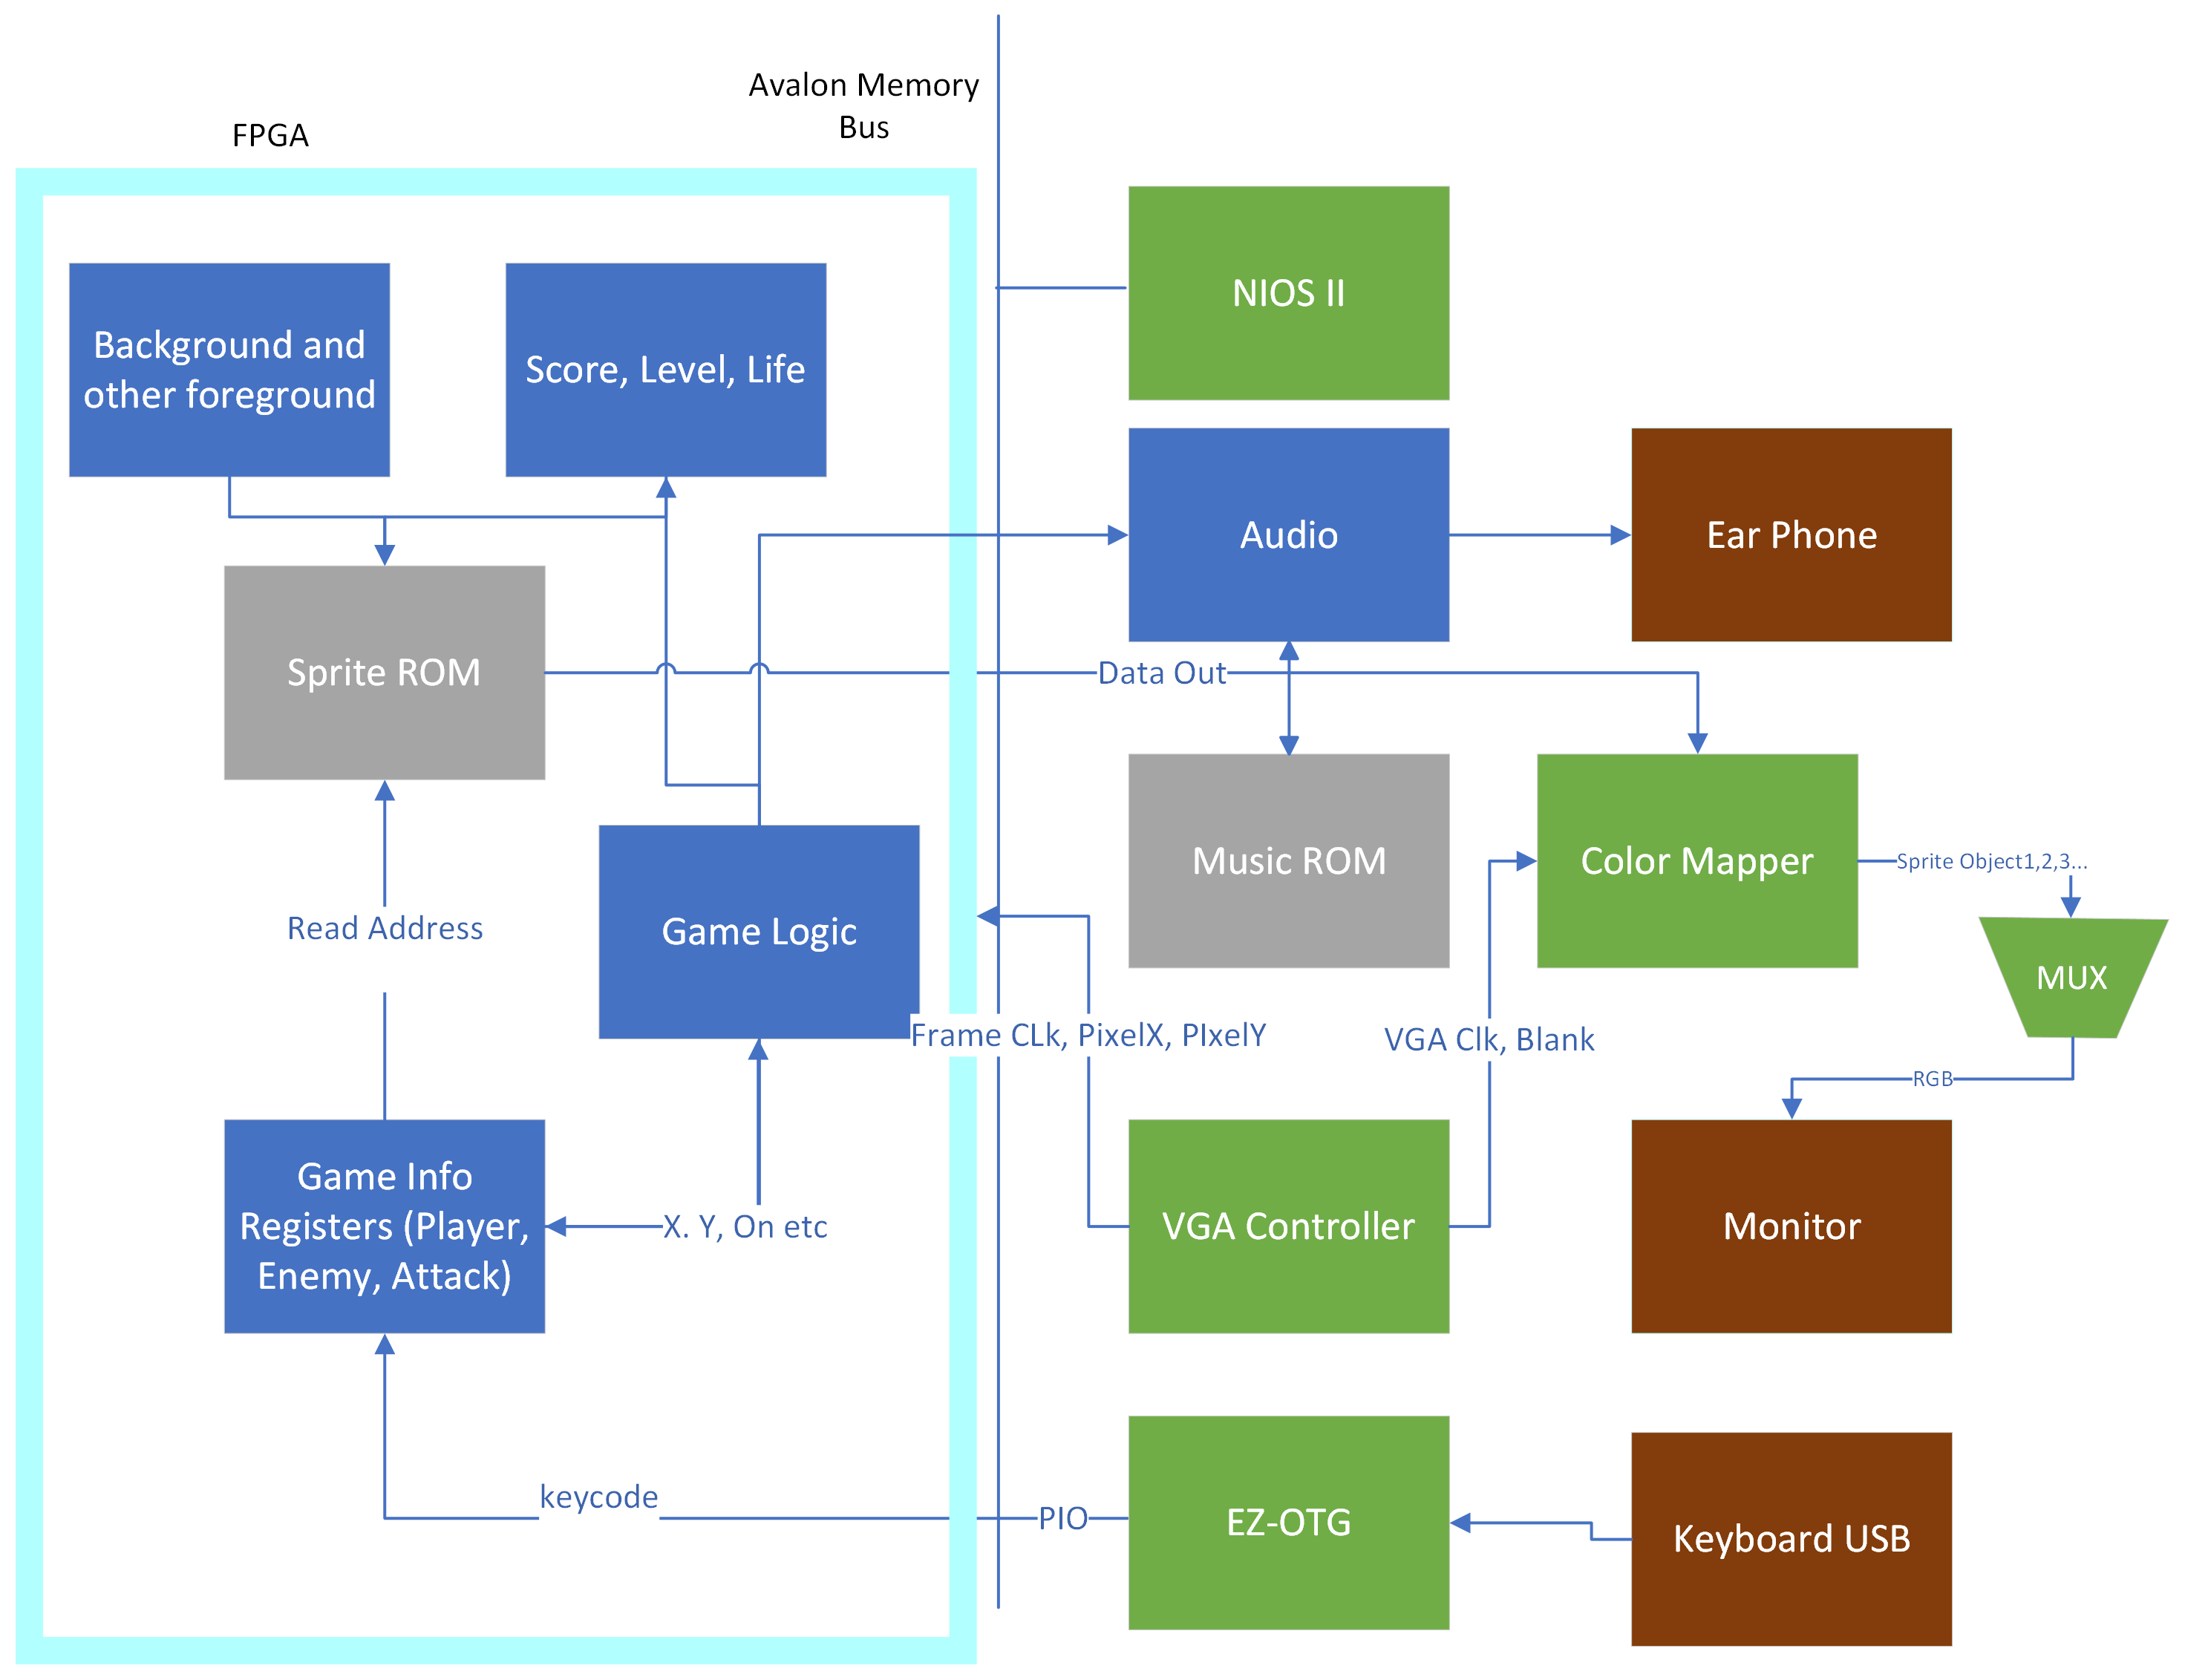 Avalon Memory
Bus
FPGA
NIOS II
Background and
other foreground
Score, Level, Life
Audio
Ear Phone
Sprite ROM
Data Out
Music ROM
Color Mapper
Sprite Object1,2,3...
Read Address
Game Logic
MUX
Frame CLk, PixelX, PIxelY
VGA Clk, Blank
RGB
Game Info
Registers (Player,
Enemy, Attack)
X. Y, On etc
VGA Controller
Monitor
keycode
PIO
EZ-OTG
Keyboard USB